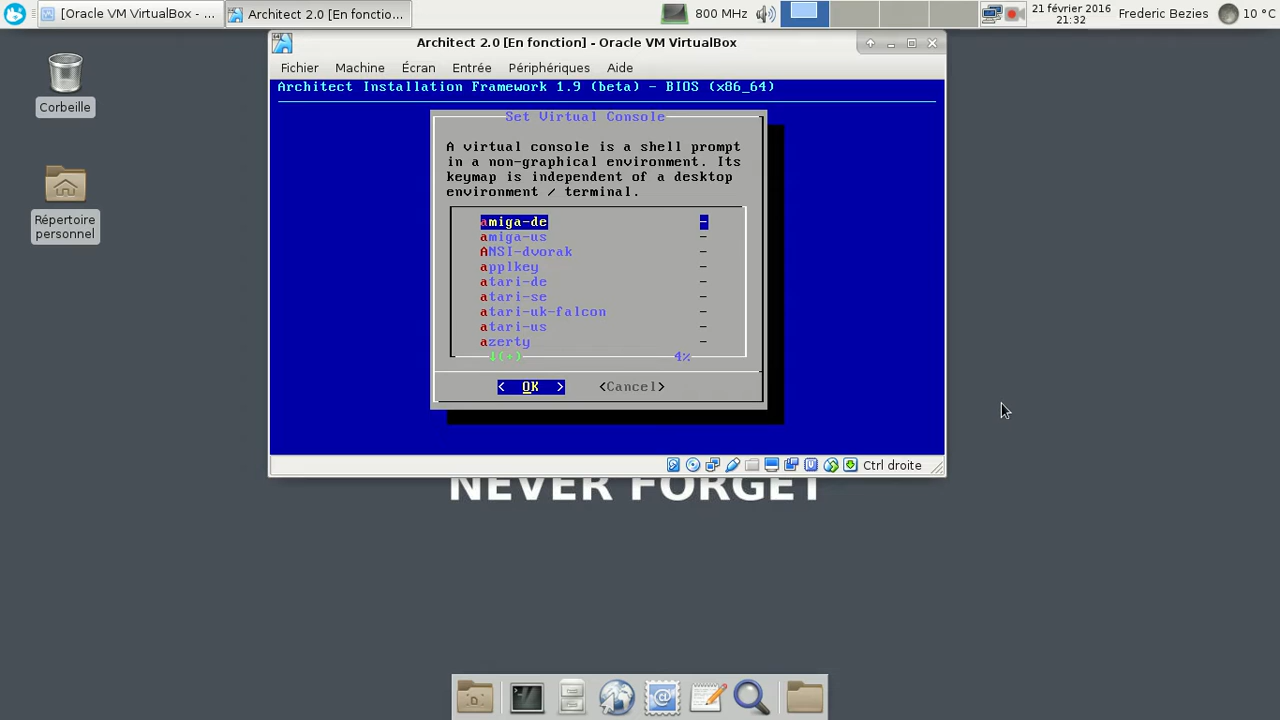 [Oracle VM VirtualBox - ...
Architect 2.0 [En fonctio...
800 MHz
21 février 2016
21:32
Frederic Bezies
10 °C
Corbeille
Répertoire
personnel
Architect 2.0 [En fonction] - Oracle VM VirtualBox
Fichier Machine Écran Entrée Périphériques Aide
Architect Installation Framework 1.9 (beta) - BIOS (x86_64)
Set Virtual Console
A virtual console is a shell prompt
in a non-graphical environment. Its
keymap is independent of a desktop
environment / terminal.
amiga-de -
amiga-us -
ANSI-dvorak -
applkey -
atari-de -
atari-se -
atari-uk-falcon -
atari-us -
azerty -
↓(+) 4%
< OK > <Cancel>
Ctrl droite
NEVER FORGET